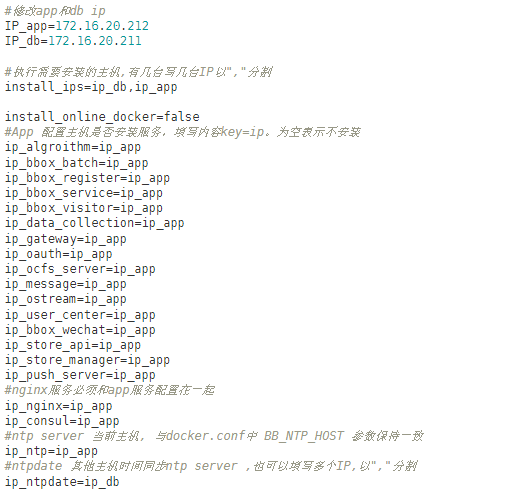 #修改app和db ip
IP_app=172.16.20.212
IP_db=172.16.20.211
#执行需要安装的主机,有几台写几台IP以","分割
install_ips=ip_db,ip_app
install_online_docker=false
#App 配置主机是否安装服务，填写内容key=ip。为空表示不安装
ip_algroithm=ip_app
ip_bbox_batch=ip_app
ip_bbox_register=ip_app
ip_bbox_service=ip_app
ip_bbox_visitor=ip_app
ip_data_collection=ip_app
ip_gateway=ip_app
ip_oauth=ip_app
ip_ocfs_server=ip_app
ip_message=ip_app
ip_ostream=ip_app
ip_user_center=ip_app
ip_bbox_wechat=ip_app
ip_store_api=ip_app
ip_store_manager=ip_app
ip_push_server=ip_app
#nginx服务必须和app服务配置在一起
ip_nginx=ip_app
ip_consul=ip_app
#ntp server 当前主机, 与docker.conf中 BB_NTP_HOST 参数保持一致
ip_ntp=ip_app
#ntpdate 其他主机时间同步ntp server ,也可以填写多个IP,以","分割
ip_ntpdate=ip_db